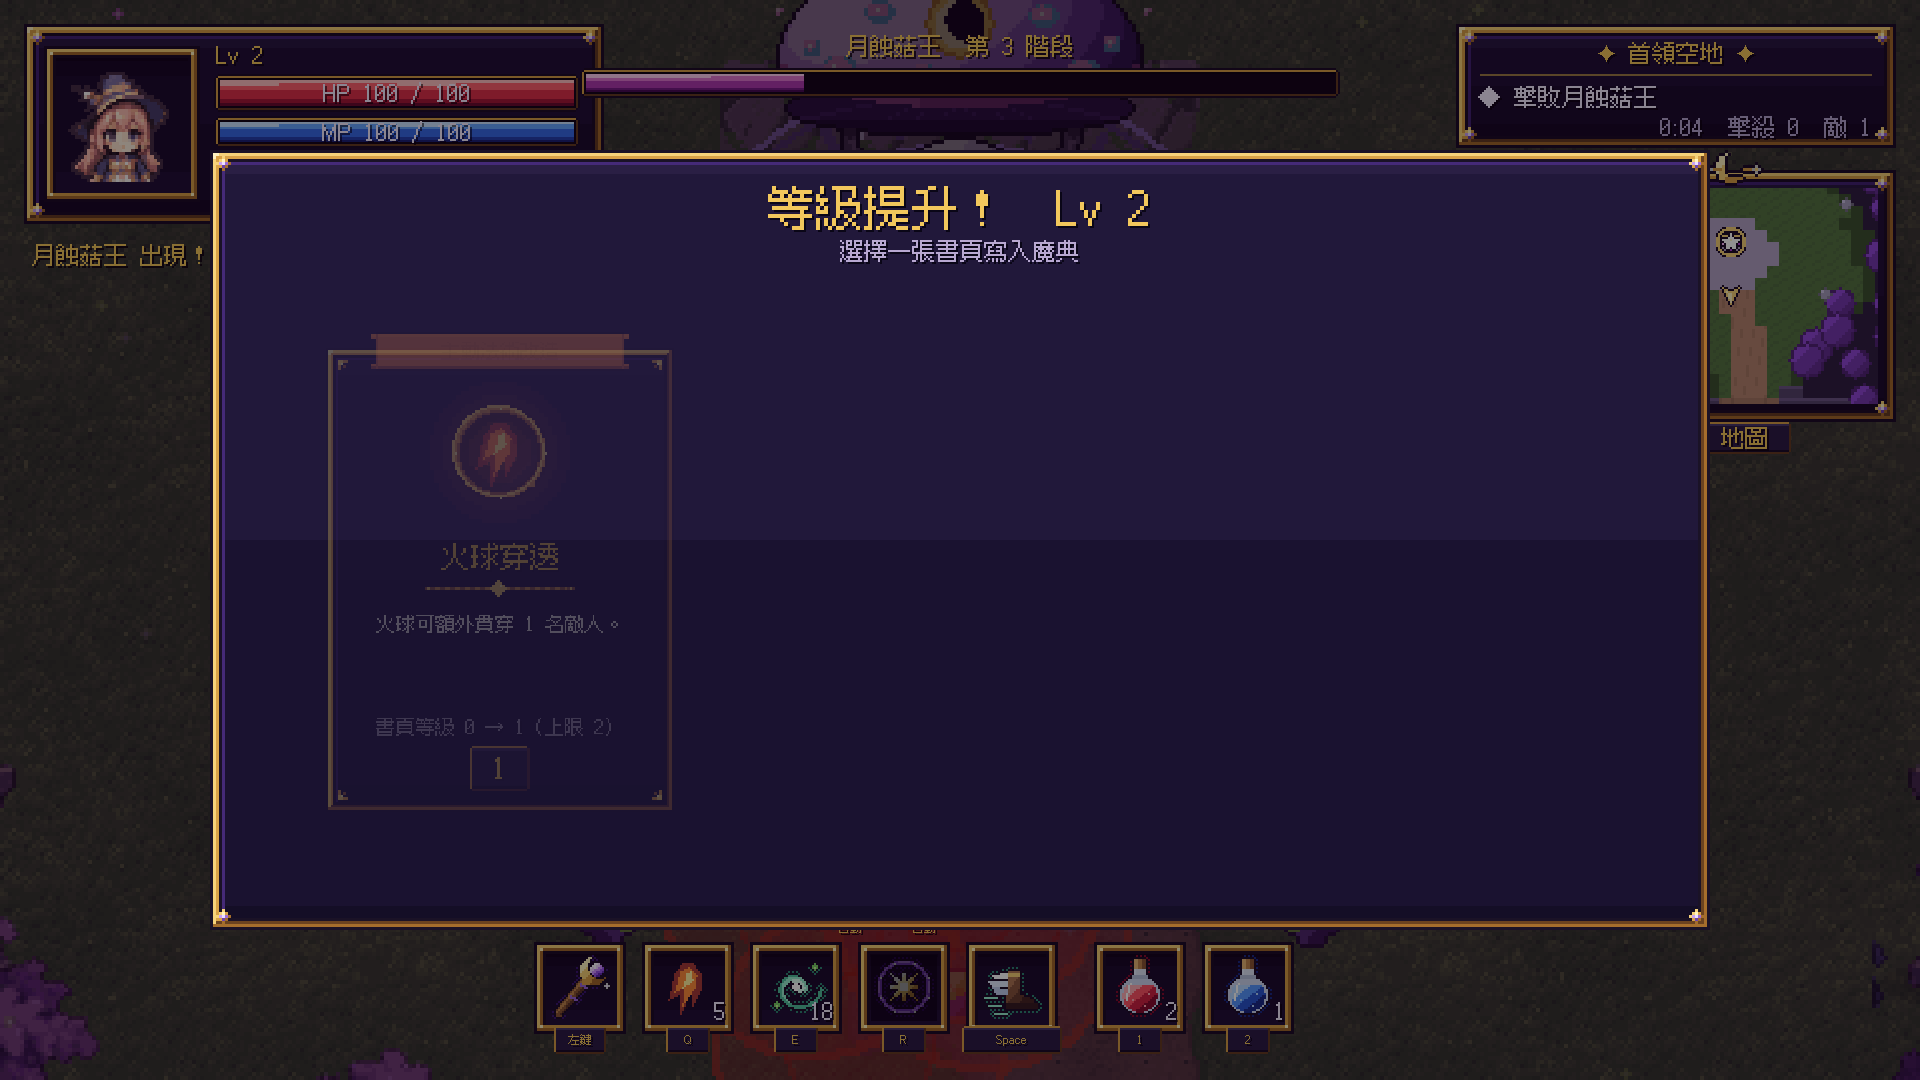 Lv 2
HP 100 / 100
MP 100 / 100
月蝕菇王 第 3 階段
✦ 首領空地 ✦
擊敗月蝕菇王
0:04 擊殺 0 敵 1
月蝕菇王 出現！
地圖
等級提升！ Lv 2
選擇一張書頁寫入魔典
火球穿透
火球可額外貫穿 1 名敵人。
書頁等級 0 → 1（上限 2）
1
5
18
2
1
左鍵
Q
E
R
Space
1
2